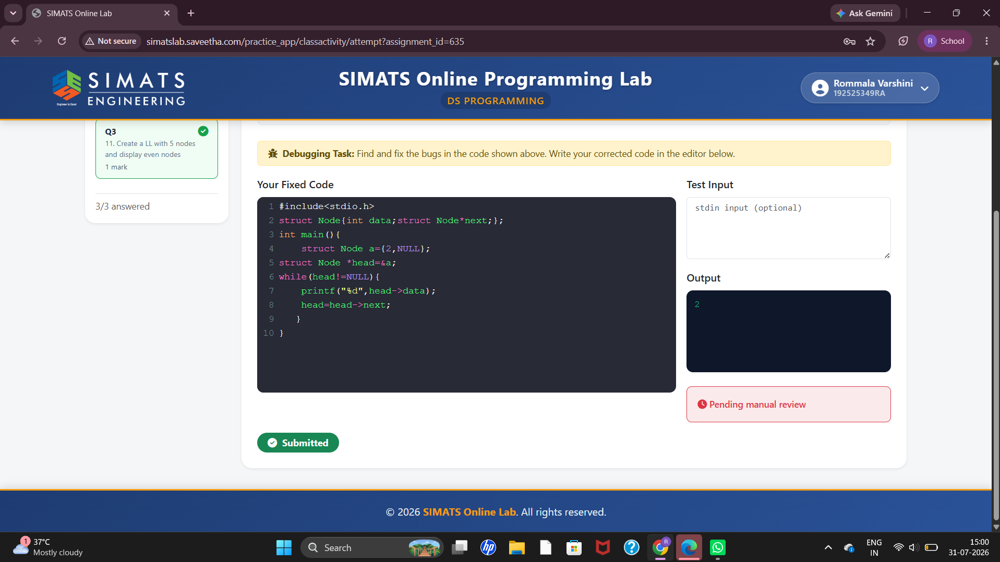 SIMATS Online Lab
Ask Gemini
Not secure
simatslab.saveetha.com/practice_app/classactivity/attempt?assignment_id=635
R School
SIMATS
ENGINEERING
Engineer to Excel
SIMATS Online Programming Lab
DS PROGRAMMING
Rommala Varshini
192525349RA
Q3
11. Create a LL with 5 nodes
and display even nodes
1 mark
3/3 answered
Debugging Task: Find and fix the bugs in the code shown above. Write your corrected code in the editor below.
Your Fixed Code
1 #include<stdio.h>
2 struct Node{int data;struct Node*next;};
3 int main(){
4     struct Node a={2,NULL};
5 struct Node *head=&a;
6 while(head!=NULL){
7     printf("%d",head->data);
8     head=head->next;
9    }
10 }
Test Input
stdin input (optional)
Output
2
Pending manual review
Submitted
© 2026 SIMATS Online Lab. All rights reserved.
1
37°C
Mostly cloudy
Search
hp
R
ENG
IN
15:00
31-07-2026